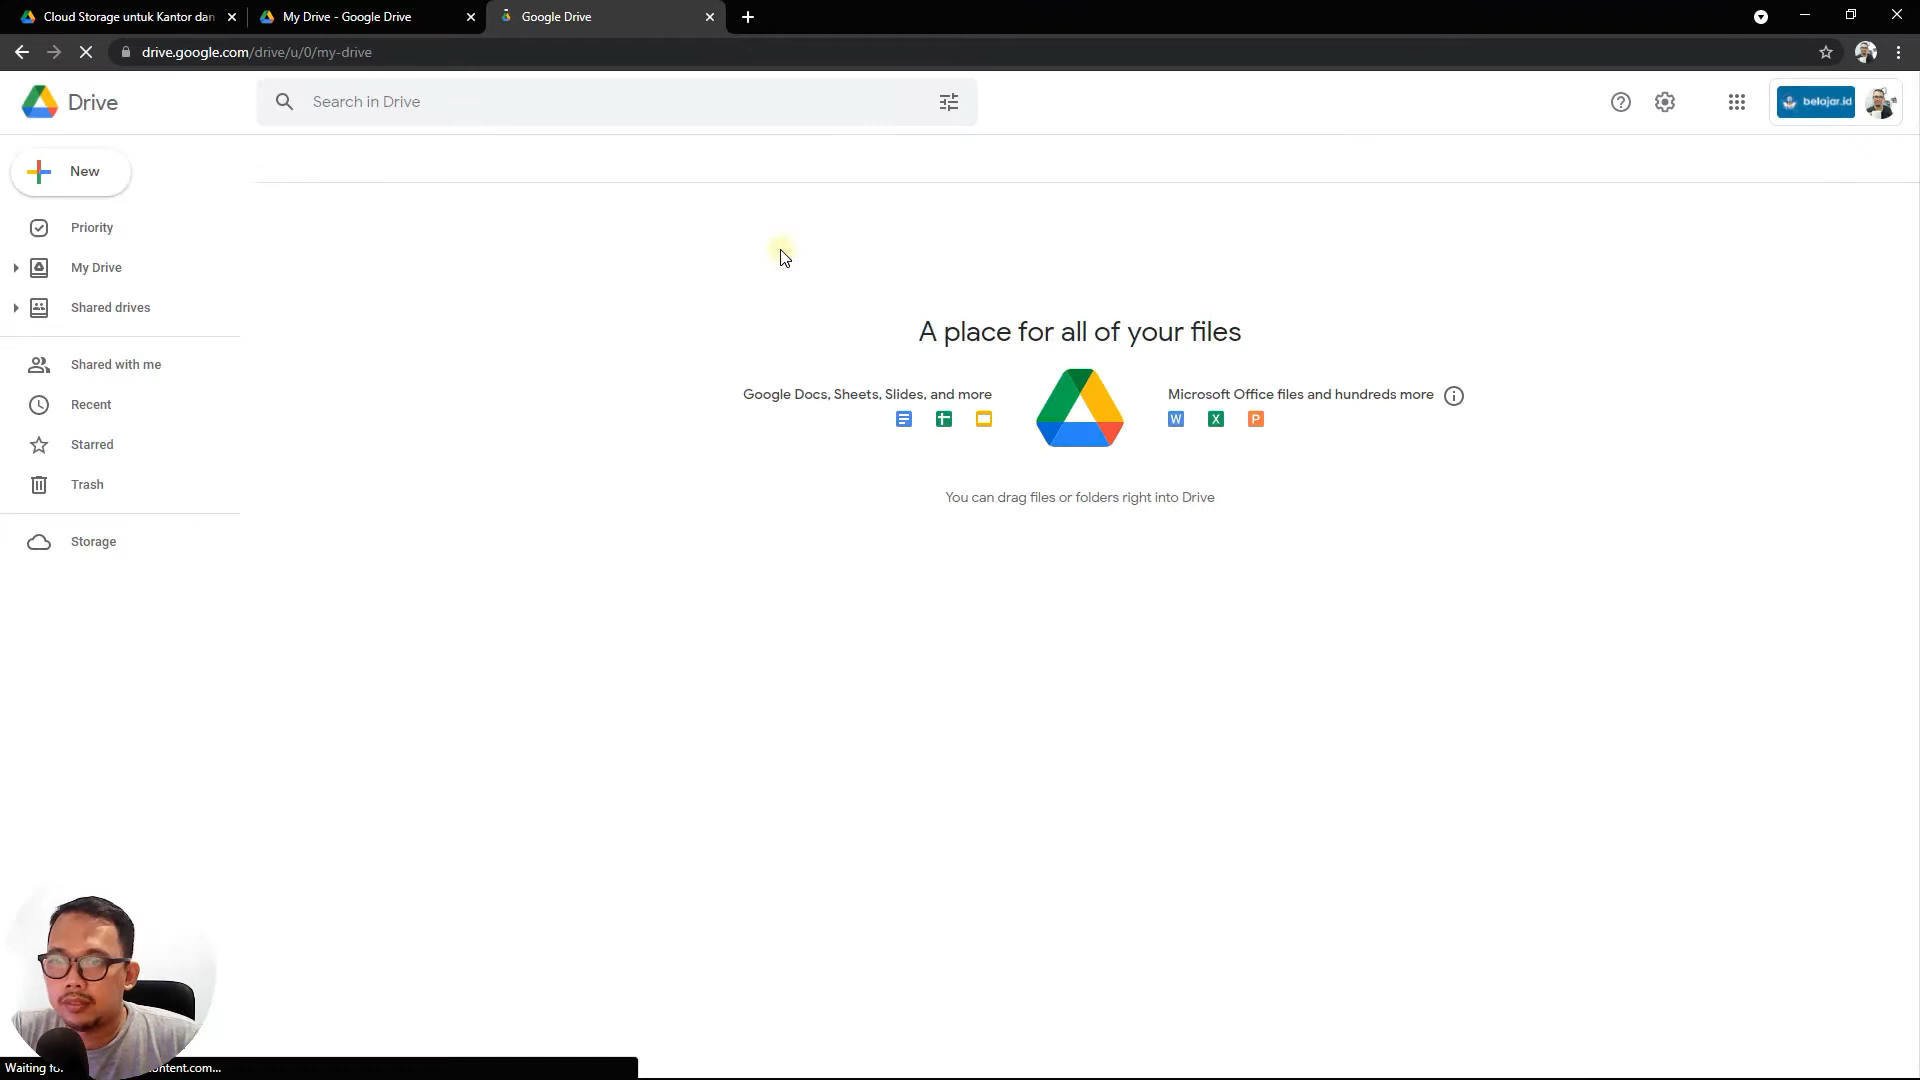 Cloud Storage untuk Kantor dan
My Drive - Google Drive
Google Drive
drive.google.com/drive/u/0/my-drive
Drive
Search in Drive
belajar.id
New
Priority
My Drive
Shared drives
Shared with me
Recent
Starred
Trash
Storage
A place for all of your files
Google Docs, Sheets, Slides, and more
Microsoft Office files and hundreds more
W X P
You can drag files or folders right into Drive
Waiting